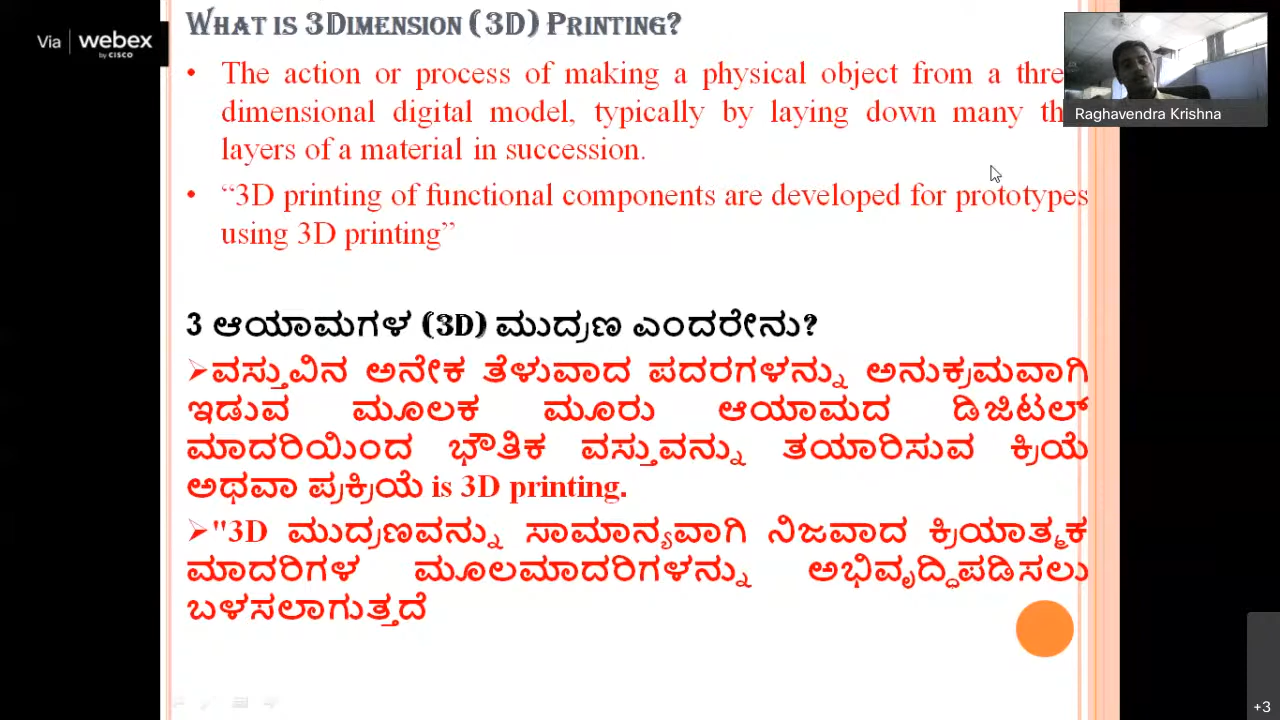 Via webex
by CISCO
WHAT IS 3DIMENSION (3D) PRINTING?
• The action or process of making a physical object from a
dimensional digital model, typically by laying down many
layers of a material in succession.
Raghavendra Krishna
• “3D printing of functional components are developed for prototypes
using 3D printing”
3 ಆಯಾಮಗಳ (3D) ಮುದ್ರಣ ಎಂದರೇನು?
➢ವಸ್ತುವಿನ ಅನೇಕ ತೆಳುವಾದ ಪದರಗಳನ್ನು ಅನುಕ್ರಮವಾಗಿ
ಇಡುವ ಮೂಲಕ ಮೂರು ಆಯಾಮದ ಡಿಜಿಟಲ್
ಮಾದರಿಯಿಂದ ಭೌತಿಕ ವಸ್ತುವನ್ನು ತಯಾರಿಸುವ ಕ್ರಿಯೆ
ಅಥವಾ ಪ್ರಕ್ರಿಯೆ is 3D printing.
➢"3D ಮುದ್ರಣವನ್ನು ಸಾಮಾನ್ಯವಾಗಿ ನಿಜವಾದ ಕ್ರಿಯಾತ್ಮಕ
ಮಾದರಿಗಳ ಮೂಲಮಾದರಿಗಳನ್ನು ಅಭಿವೃದ್ಧಿಪಡಿಸಲು
ಬಳಸಲಾಗುತ್ತದೆ
+3